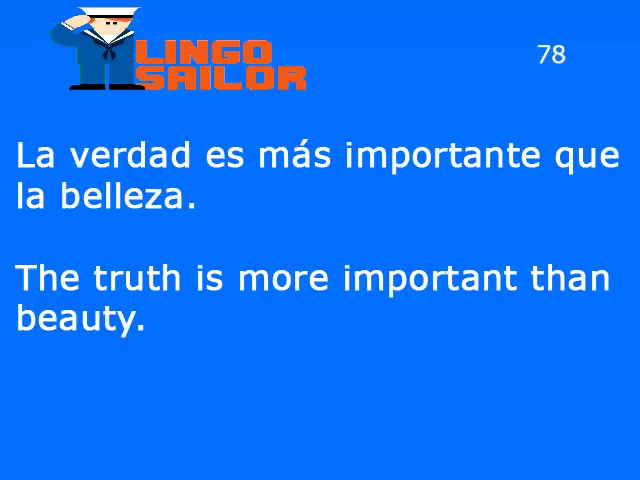 LINGO
SAILOR
78
La verdad es más importante que
la belleza.
The truth is more important than
beauty.